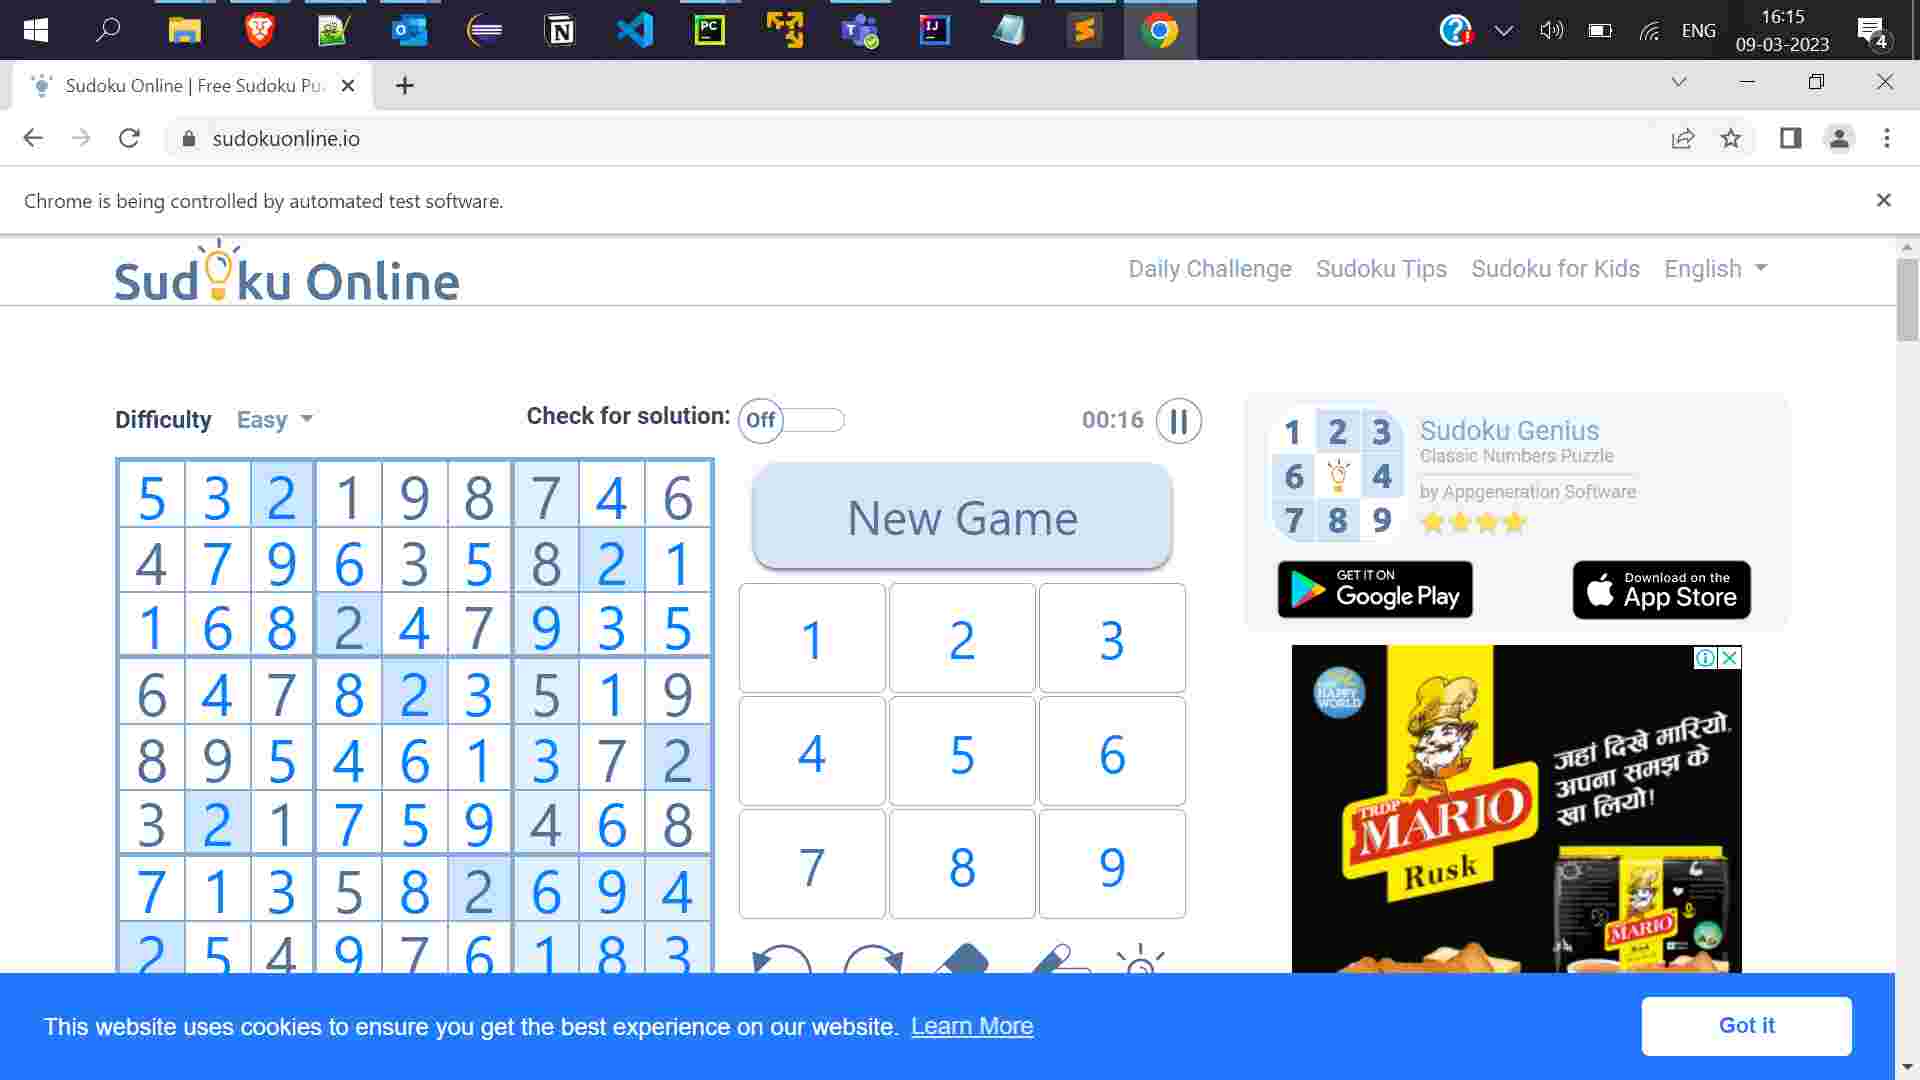 16:15
ENG
09-03-2023
4
Sudoku Online | Free Sudoku Pu
sudokuonline.io
Chrome is being controlled by automated test software.
Sudoku Online
Daily Challenge Sudoku Tips Sudoku for Kids English
Difficulty Easy Check for solution: Off 00:16
5 3 2 1 9 8 7 4 6
4 7 9 6 3 5 8 2 1
1 6 8 2 4 7 9 3 5
6 4 7 8 2 3 5 1 9
8 9 5 4 6 1 3 7 2
3 2 1 7 5 9 4 6 8
7 1 3 5 8 2 6 9 4
2 5 4 9 7 6 1 8 3
New Game
1 2 3
4 5 6
7 8 9
1 2 3
6 4
7 8 9
Sudoku Genius
Classic Numbers Puzzle
by Appgeneration Software
GET IT ON
Google Play
Download on the
App Store
HAPPY
WORLD
जहां दिखे मारियो,
अपना समझ के
खा लियो!
TRDP
MARIO
Rusk
MARIO
This website uses cookies to ensure you get the best experience on our website. Learn More
Got it